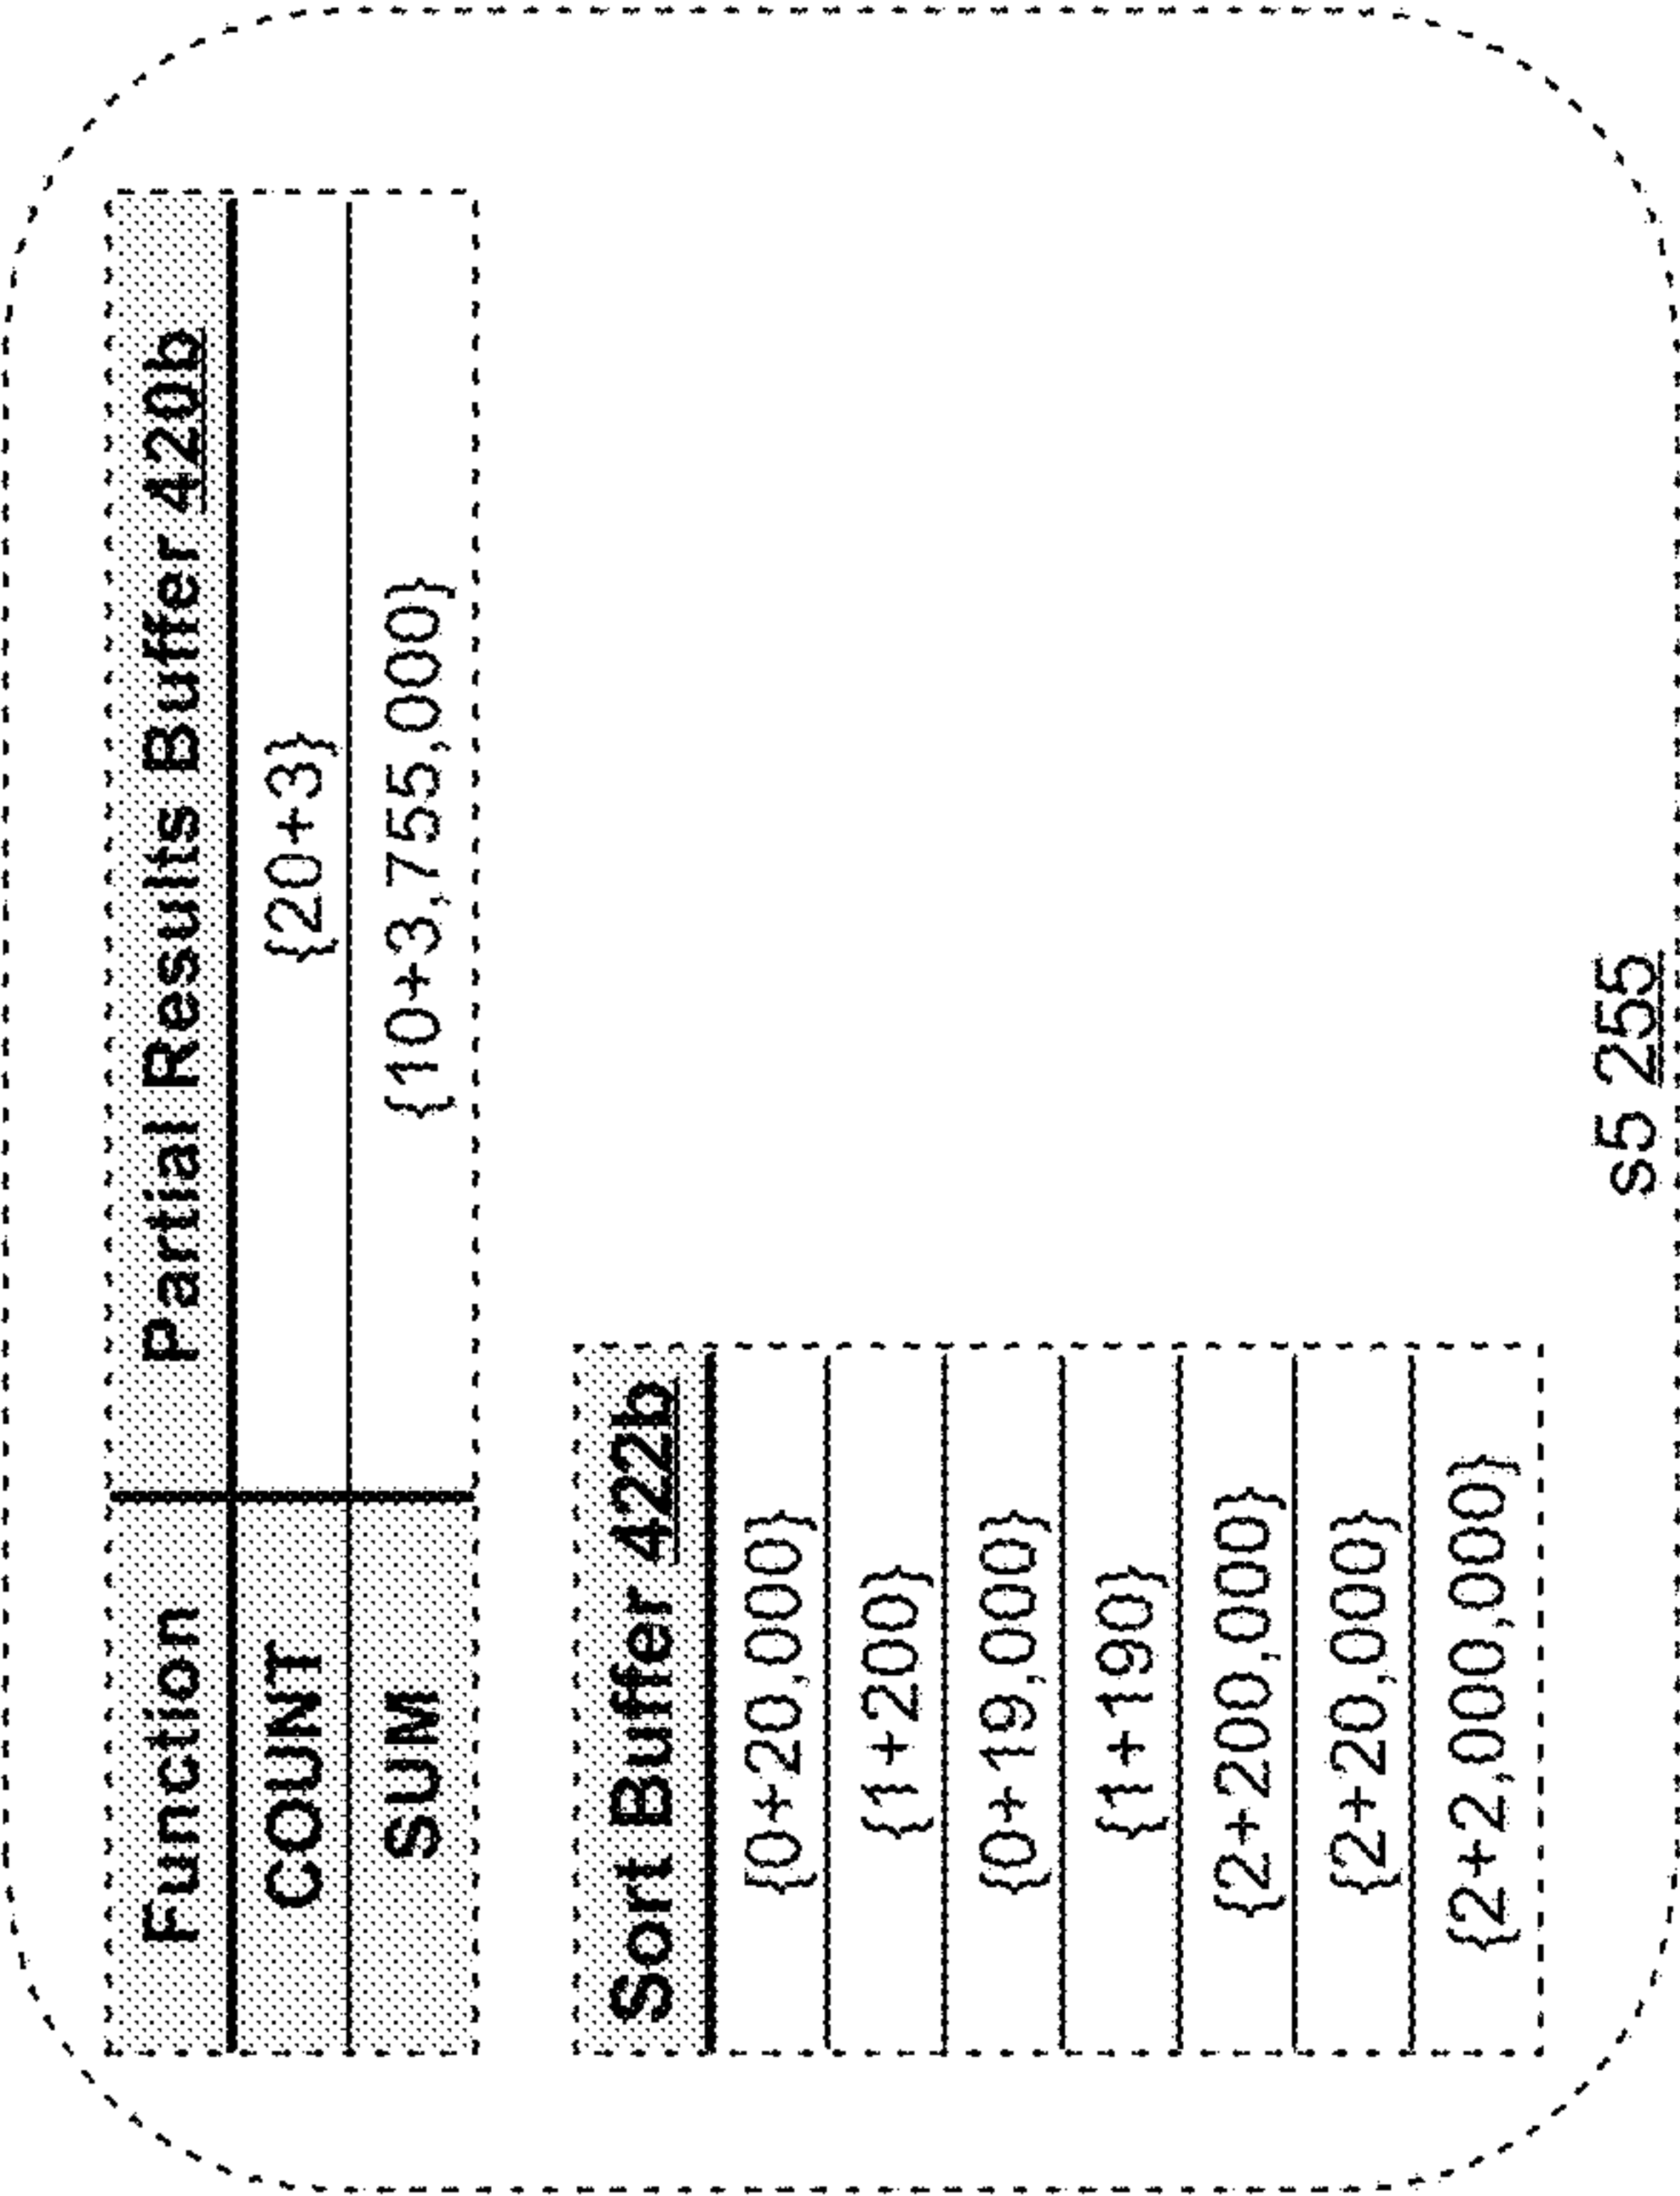 Function Partial Results Buffer 420b
COUNT {20+3}
SUM {10+3,755,000}
Sort Buffer 422b
{0+20,000}
{1+200}
{0+19,000}
{1+190}
{2+200,000}
{2+20,000}
{2+2,000,000}
s5 255